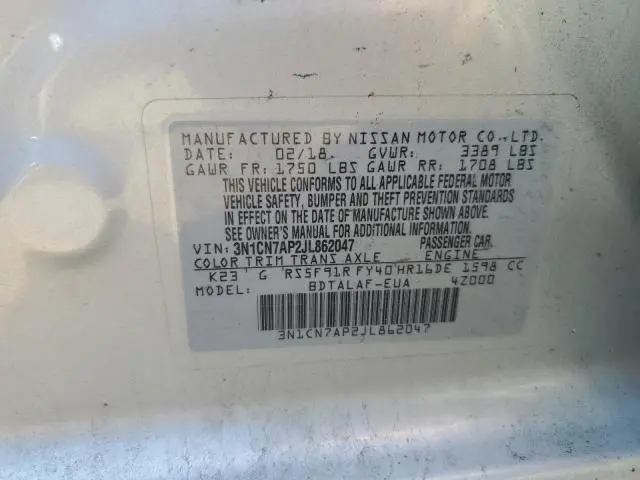 MANUFACTURED BY NISSAN MOTOR CO., LTD.
DATE: 02/18 GVWR: 3389 LBS
GAWR FR: 1750 LBS GAWR RR: 1708 LBS
THIS VEHICLE CONFORMS TO ALL APPLICABLE FEDERAL MOTOR
VEHICLE SAFETY, BUMPER AND THEFT PREVENTION STANDARDS
IN EFFECT ON THE DATE OF MANUFACTURE SHOWN ABOVE.
SEE OWNER'S MANUAL FOR ADDITIONAL INFORMATION.
VIN: 3N1CN7AP2JL862047 PASSENGER CAR
COLOR TRIM TRANS AXLE ENGINE
K23 G RS5F91R FY40 HR16DE 1598 CC
BDTALAF-EUA 4Z000
3N1CN7AP2JL862047